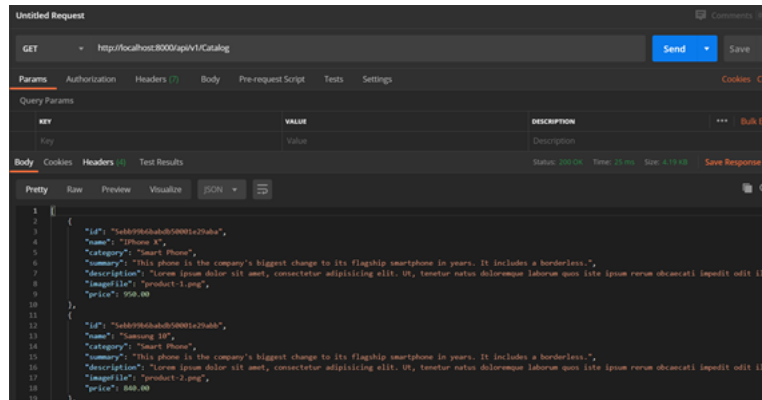 Untitled Request
Comments
GET http://localhost:8000/api/v1/Catalog Send Save
Params Authorization Headers (7) Body Pre-request Script Tests Settings Cookies C
Query Params
KEY VALUE DESCRIPTION ••• Bulk E
Key Value Description
Body Cookies Headers (4) Test Results Status: 200 OK Time: 25 ms Size: 4.19 KB Save Response
Pretty Raw Preview Visualize JSON
1 [
2 {
3 "id": "5ebb99b6babdb50001e29aba",
4 "name": "IPhone X",
5 "category": "Smart Phone",
6 "summary": "This phone is the company's biggest change to its flagship smartphone in years. It includes a borderless.",
7 "description": "Lorem ipsum dolor sit amet, consectetur adipisicing elit. Ut, tenetur natus doloremque laborum quos iste ipsum rerum obcaecati impedit odit il
8 "imageFile": "product-1.png",
9 "price": 950.00
10 },
11 {
12 "id": "5ebb99b6babdb50001e29abb",
13 "name": "Samsung 10",
14 "category": "Smart Phone",
15 "summary": "This phone is the company's biggest change to its flagship smartphone in years. It includes a borderless.",
16 "description": "Lorem ipsum dolor sit amet, consectetur adipisicing elit. Ut, tenetur natus doloremque laborum quos iste ipsum rerum obcaecati impedit odit il
17 "imageFile": "product-2.png",
18 "price": 840.00
19 },